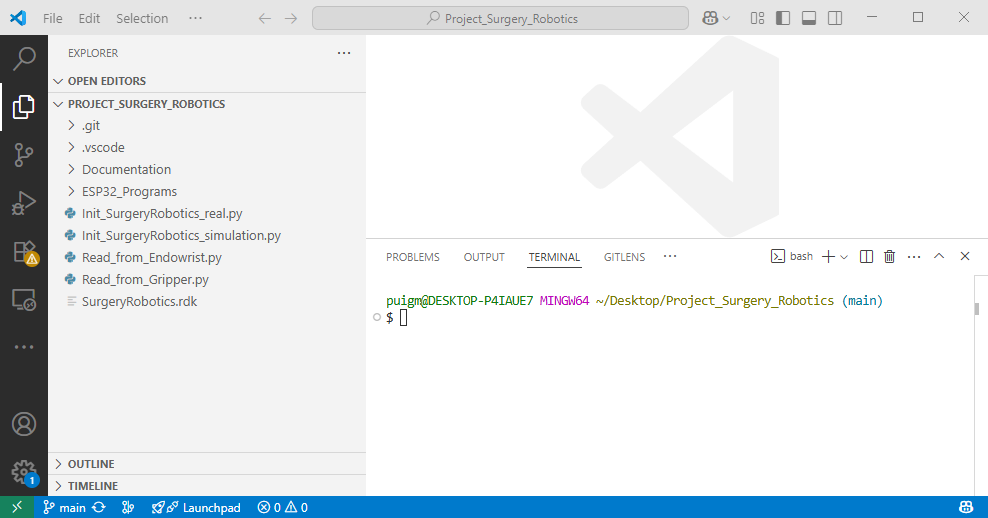 File Edit Selection ··· Project_Surgery_Robotics
EXPLORER ···
OPEN EDITORS
PROJECT_SURGERY_ROBOTICS
.git
.vscode
Documentation
ESP32_Programs
Init_SurgeryRobotics_real.py
Init_SurgeryRobotics_simulation.py
Read_from_Endowrist.py
Read_from_Gripper.py
SurgeryRobotics.rdk
OUTLINE
TIMELINE
PROBLEMS OUTPUT TERMINAL GITLENS ··· bash ···
puigm@DESKTOP-P4IAUE7 MINGW64 ~/Desktop/Project_Surgery_Robotics (main)
$
1
main Launchpad 0 0